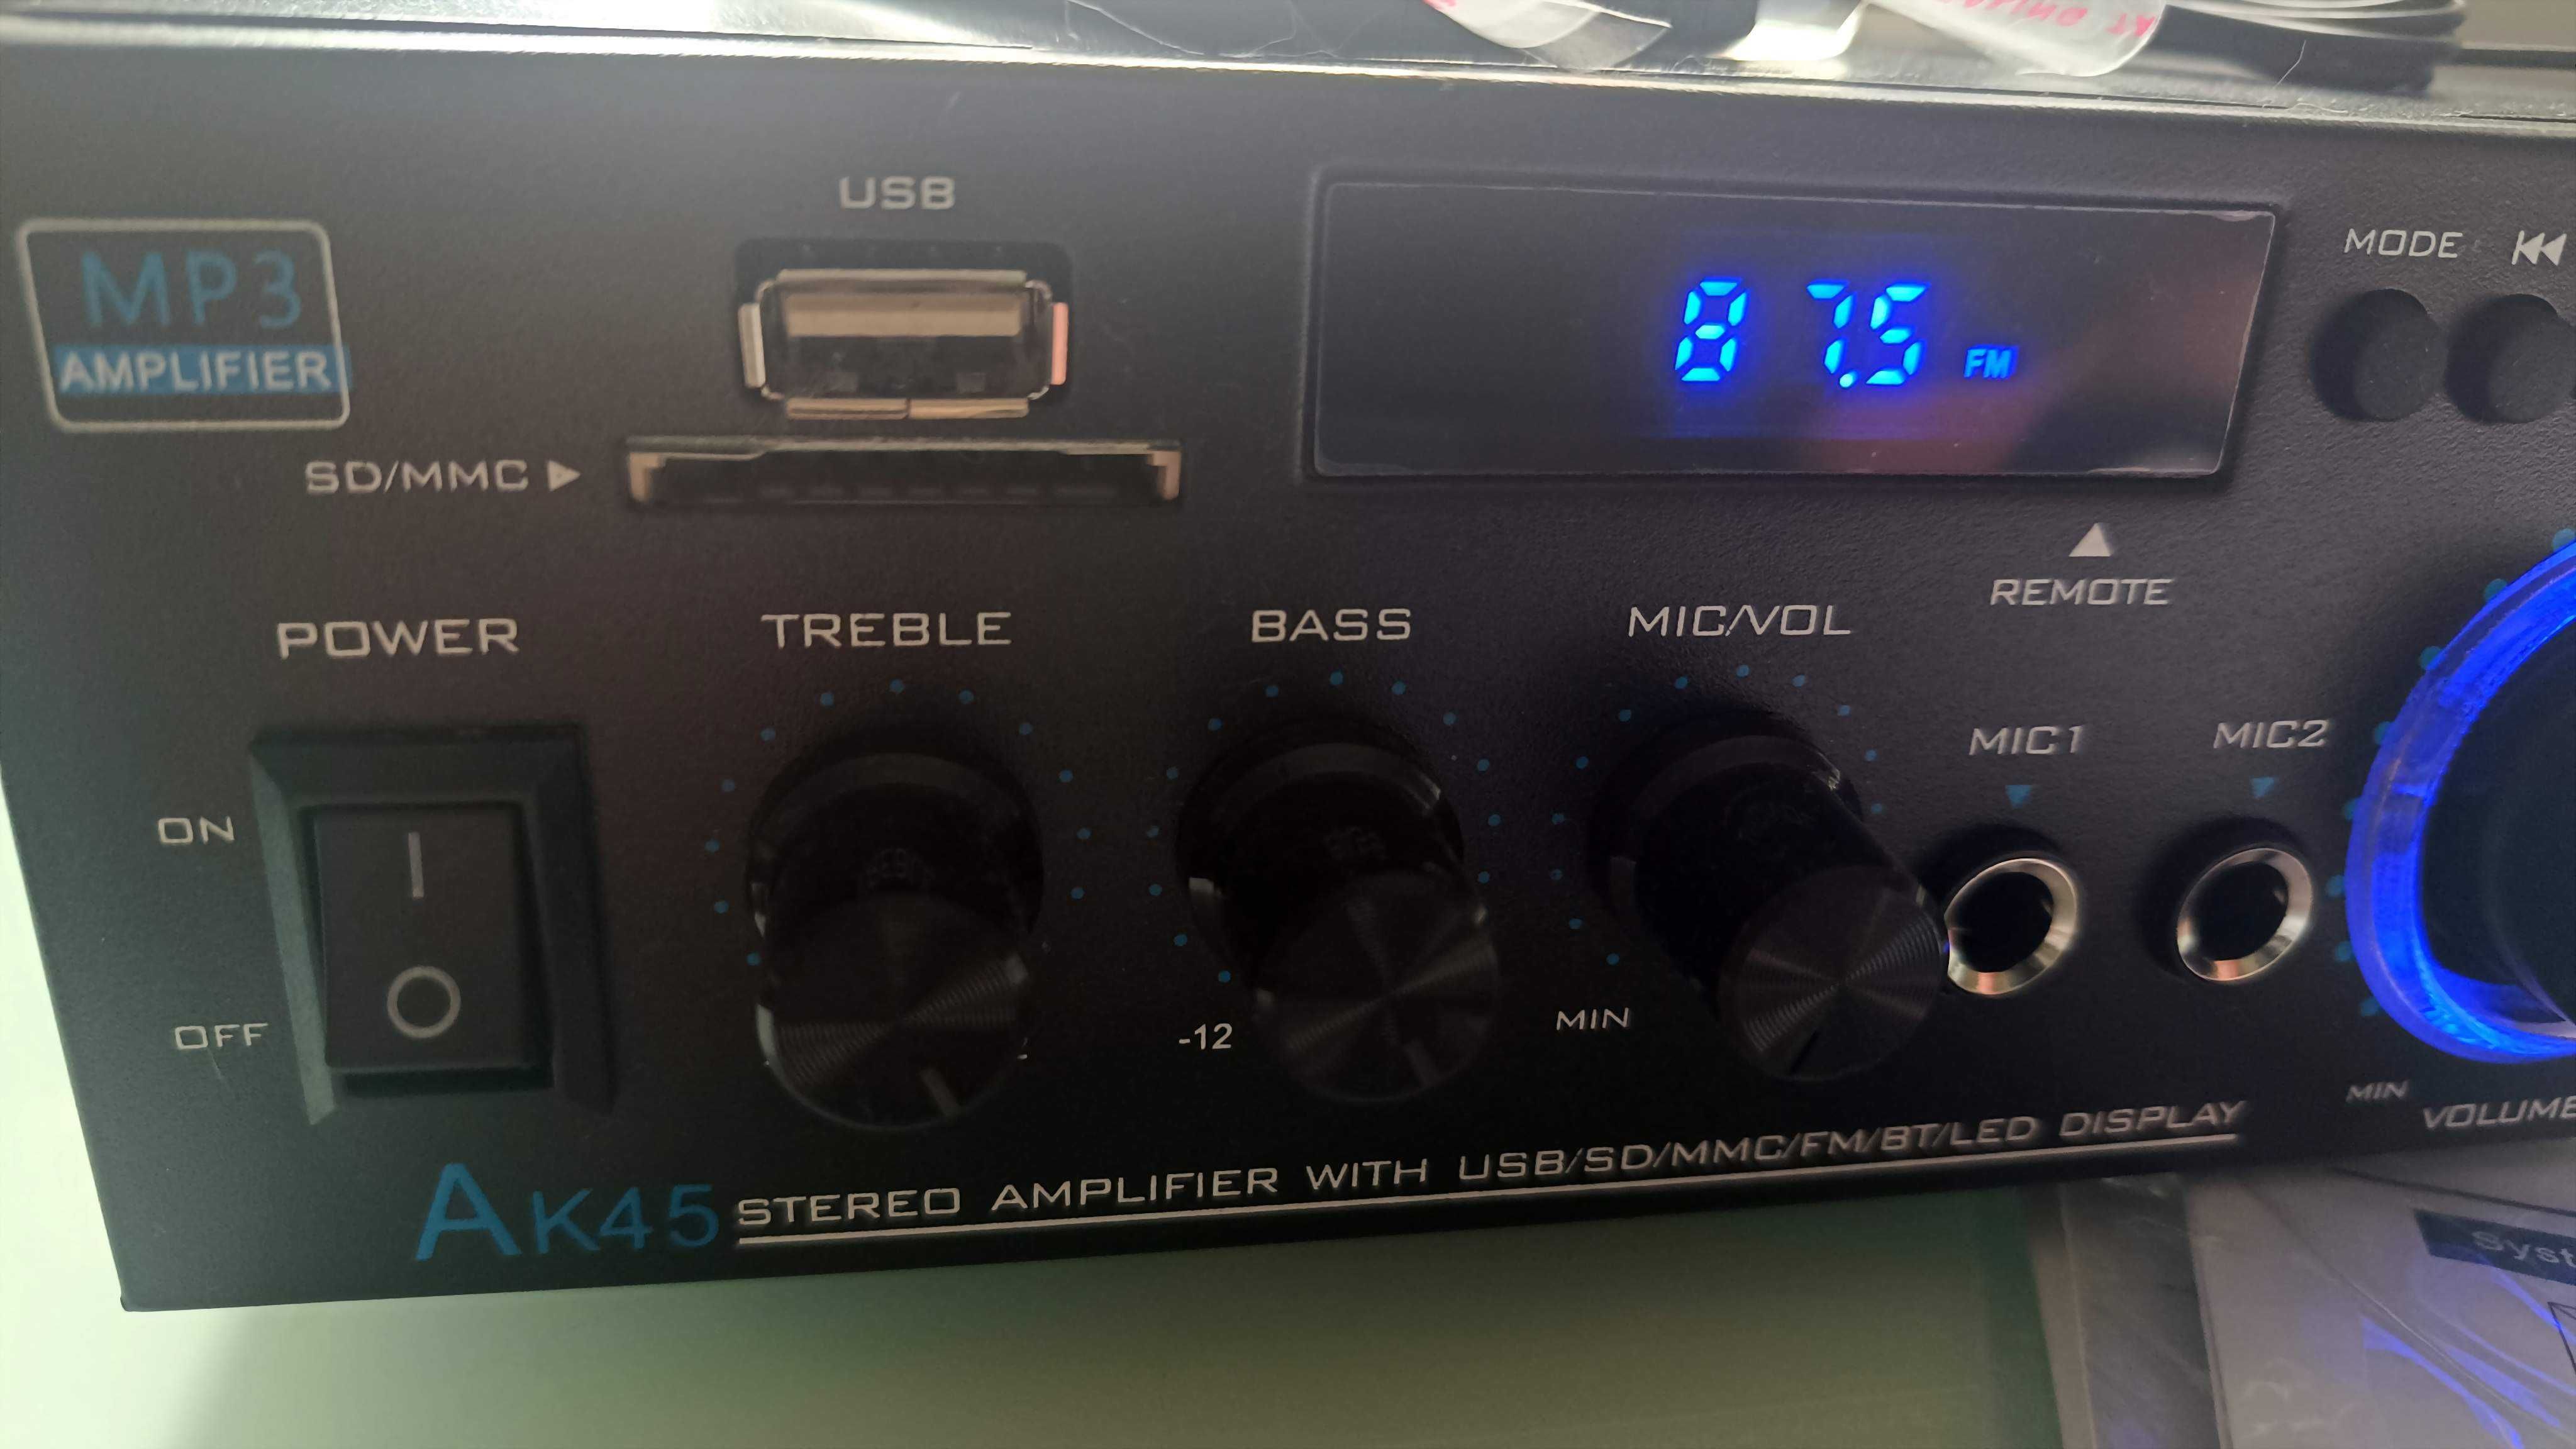 USB
MP3
AMPLIFIER
87.5 FM
MODE
SD/MMC
REMOTE
POWER
TREBLE
BASS
MIC/VOL
MIC1
MIC2
ON
OFF
-12
MIN
MIN
VOLUME
AK45 STEREO AMPLIFIER WITH USB/SD/MMC/FM/BT/LED DISPLAY